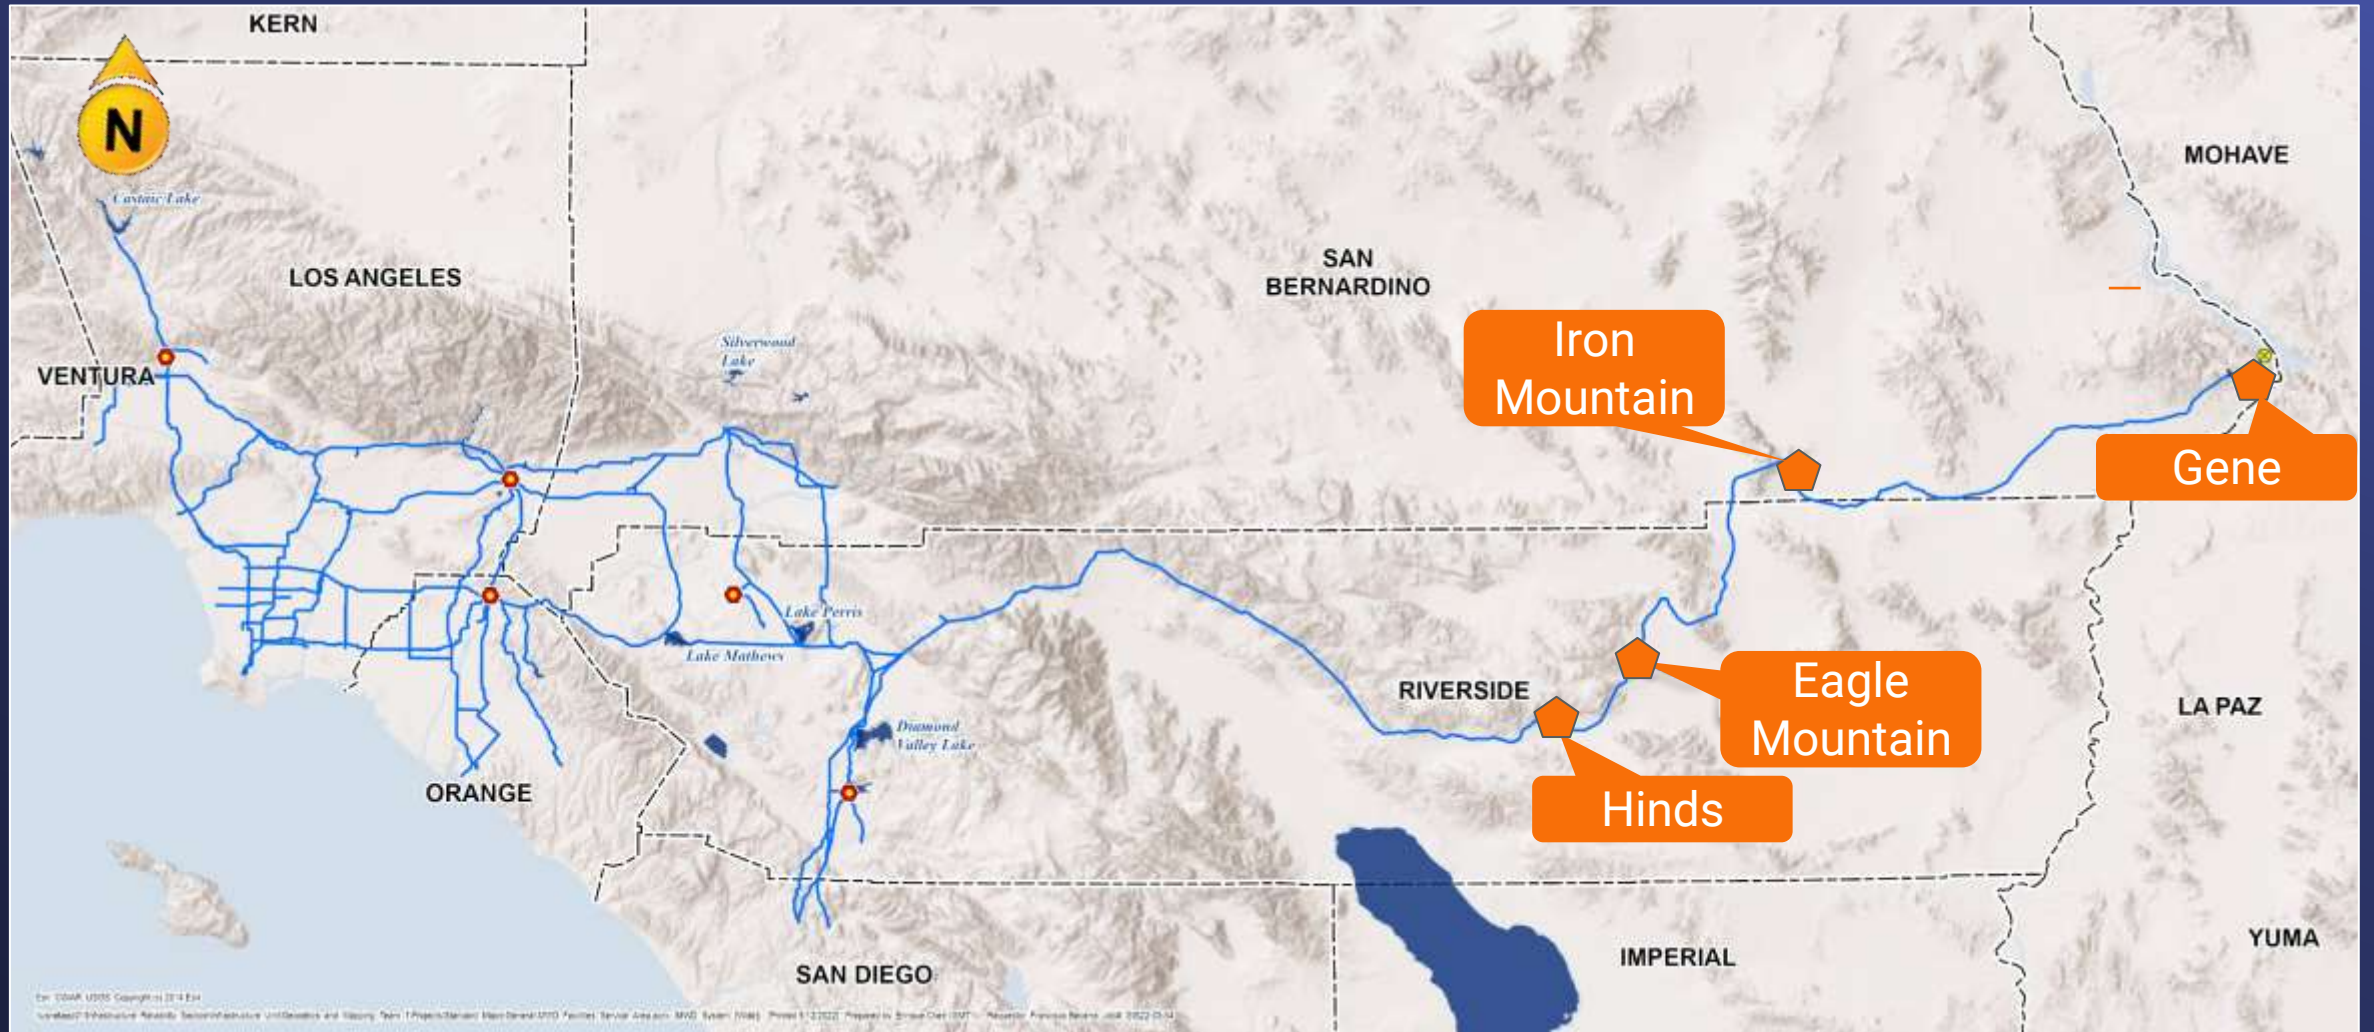 KERN
N
MOHAVE
Castaic Lake
LOS ANGELES
SAN
BERNARDINO
Iron
Mountain
Silverwood
Lake
VENTURA
Gene
Lake Perris
Lake Mathews
RIVERSIDE
Eagle
Mountain
LA PAZ
Diamond
Valley Lake
ORANGE
Hinds
YUMA
IMPERIAL
SAN DIEGO